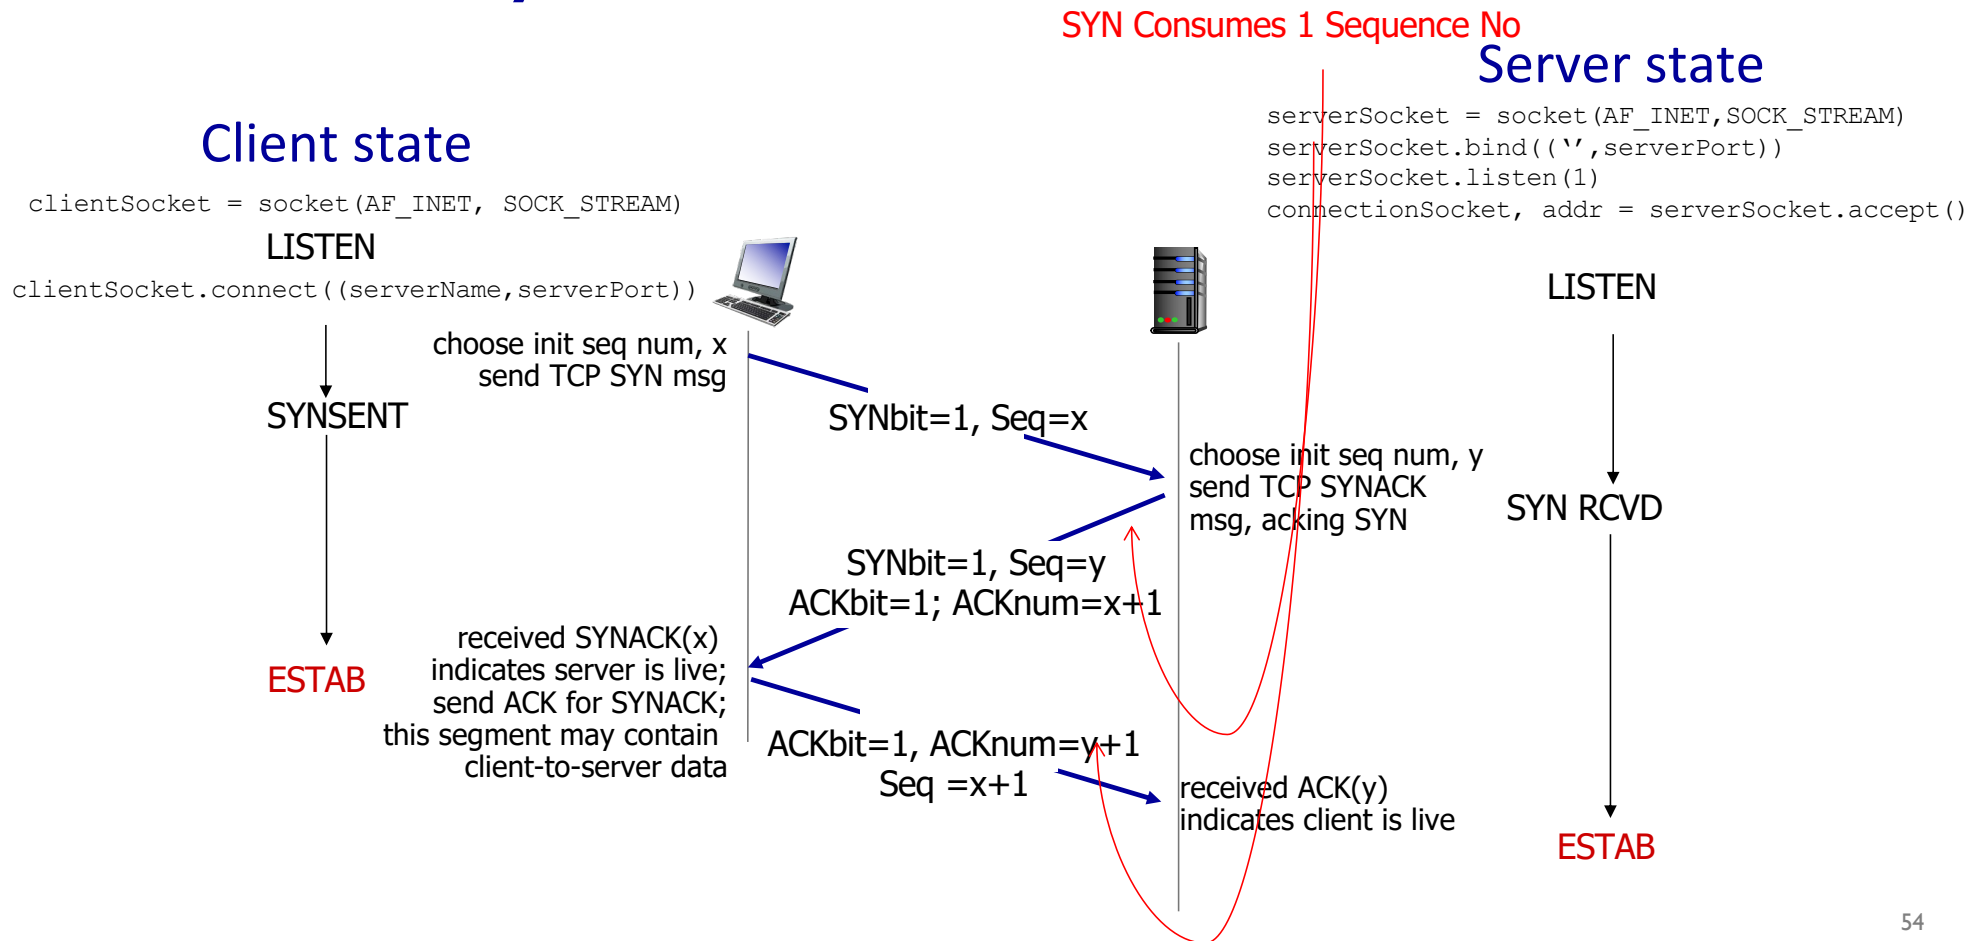 SYN Consumes 1 Sequence No
Server state
serverSocket = socket(AF_INET,SOCK_STREAM)
serverSocket.bind((‘’,serverPort))
serverSocket.listen(1)
connectionSocket, addr = serverSocket.accept()
Client state
clientSocket = socket(AF_INET, SOCK_STREAM)
LISTEN
clientSocket.connect((serverName,serverPort))
LISTEN
choose init seq num, x
send TCP SYN msg
SYNSENT
SYNbit=1, Seq=x
choose init seq num, y
send TCP SYNACK
msg, acking SYN
SYN RCVD
SYNbit=1, Seq=y
ACKbit=1; ACKnum=x+1
received SYNACK(x)
indicates server is live;
send ACK for SYNACK;
this segment may contain
client-to-server data
ESTAB
ACKbit=1, ACKnum=y+1
Seq =x+1
received ACK(y)
indicates client is live
ESTAB
54